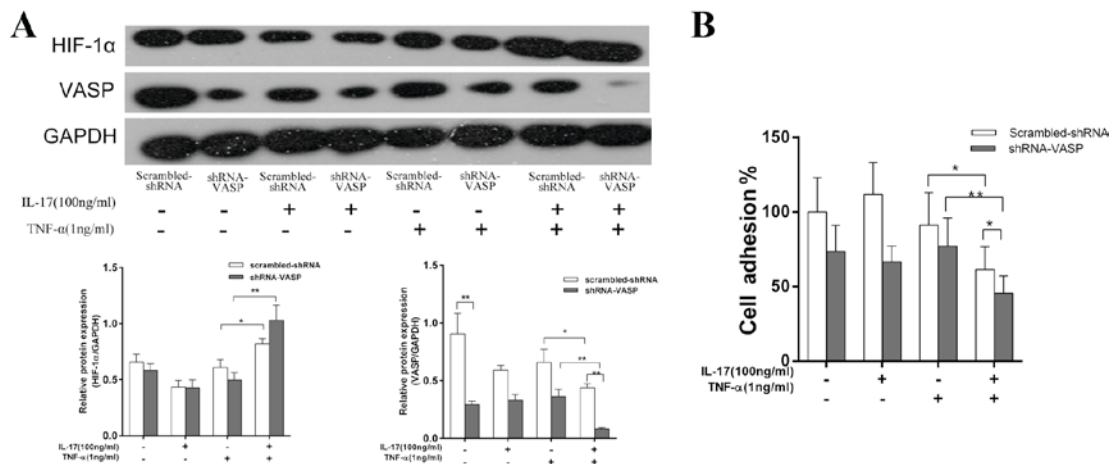 A
HIF-1α
VASP
GAPDH
Scrambled-shRNA shRNA-VASP Scrambled-shRNA shRNA-VASP Scrambled-shRNA shRNA-VASP Scrambled-shRNA shRNA-VASP
IL-17(100ng/ml) - - + + - - + +
TNF-α(1ng/ml) - - - - + + + +
1.5
1.0
0.5
0.0
Relative protein expression
(HIF-1α/GAPDH)
scrambled-shRNA
shRNA-VASP
**
*
IL-17(100ng/ml) - + - +
TNF-α(1ng/ml) - - + +
1.5
1.0
0.5
0.0
Relative protein expression
(VASP/GAPDH)
scrambled-shRNA
shRNA-VASP
**
*
**
**
IL-17(100ng/ml) - + - +
TNF-α(1ng/ml) - - + +
B
150
100
50
0
Cell adhesion %
Scrambled-shRNA
shRNA-VASP
*
**
*
IL-17(100ng/ml) - + - +
TNF-α(1ng/ml) - - + +